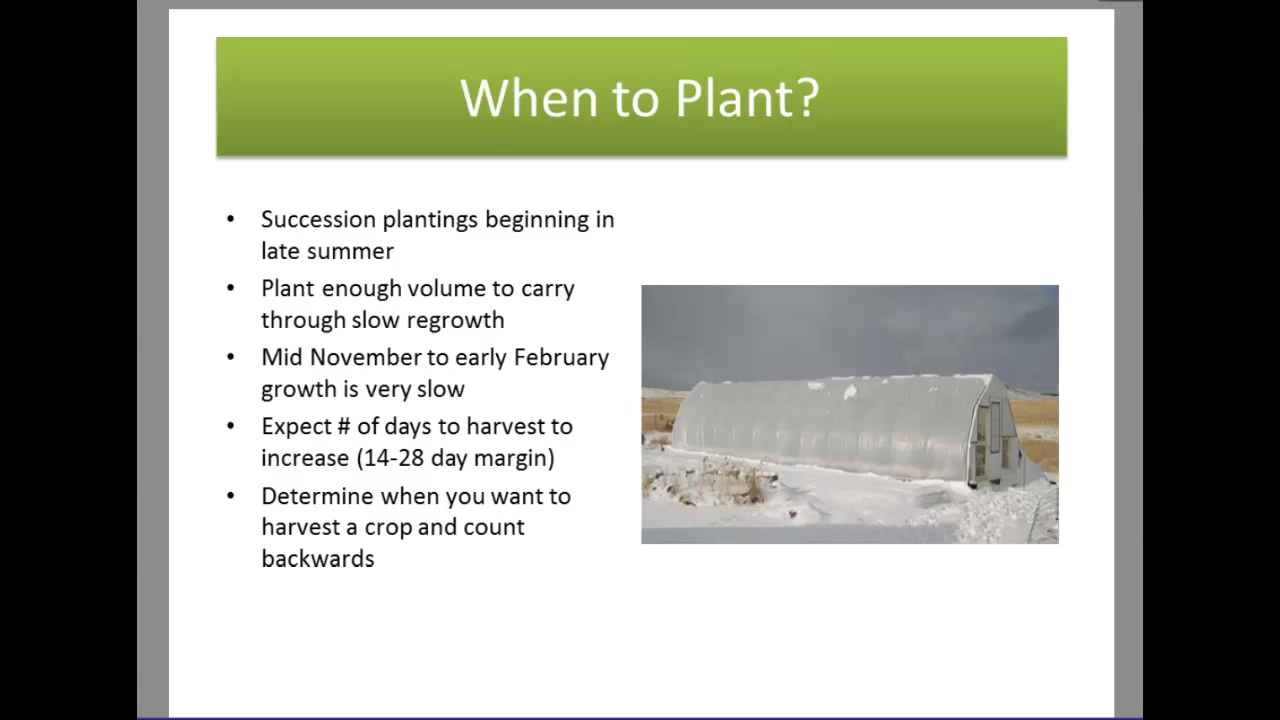 When to Plant?
• Succession plantings beginning in
late summer
• Plant enough volume to carry
through slow regrowth
• Mid November to early February
growth is very slow
• Expect # of days to harvest to
increase (14-28 day margin)
• Determine when you want to
harvest a crop and count
backwards